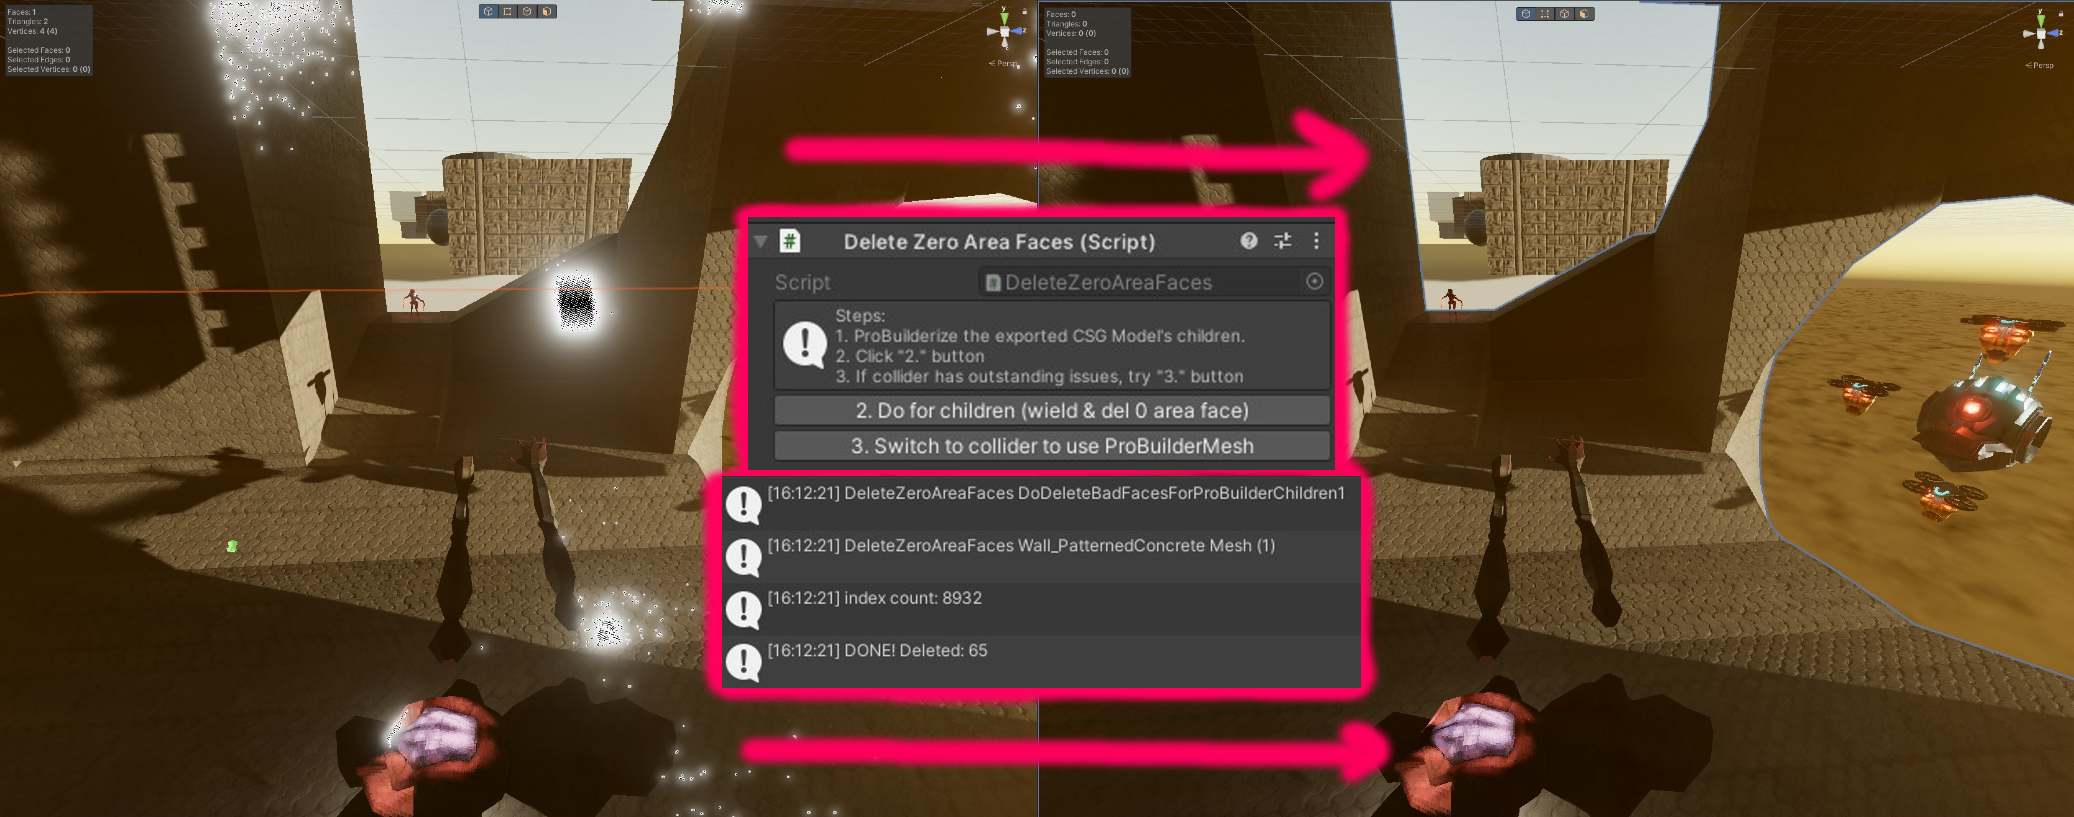 Faces: 1
Triangles: 2
Vertices: 4 (4)
Selected Faces: 0
Selected Edges: 0
Selected Vertices: 0 (0)
y
z
Persp
Faces: 0
Triangles: 0
Vertices: 0 (0)
Selected Faces: 0
Selected Edges: 0
Selected Vertices: 0 (0)
y
z
Persp
# Delete Zero Area Faces (Script)
Script DeleteZeroAreaFaces
Steps:
1. ProBuilderize the exported CSG Model's children.
2. Click "2." button
3. If collider has outstanding issues, try "3." button
2. Do for children (wield & del 0 area face)
3. Switch to collider to use ProBuilderMesh
[16:12:21] DeleteZeroAreaFaces DoDeleteBadFacesForProBuilderChildren1
[16:12:21] DeleteZeroAreaFaces Wall_PatternedConcrete Mesh (1)
[16:12:21] index count: 8932
[16:12:21] DONE! Deleted: 65